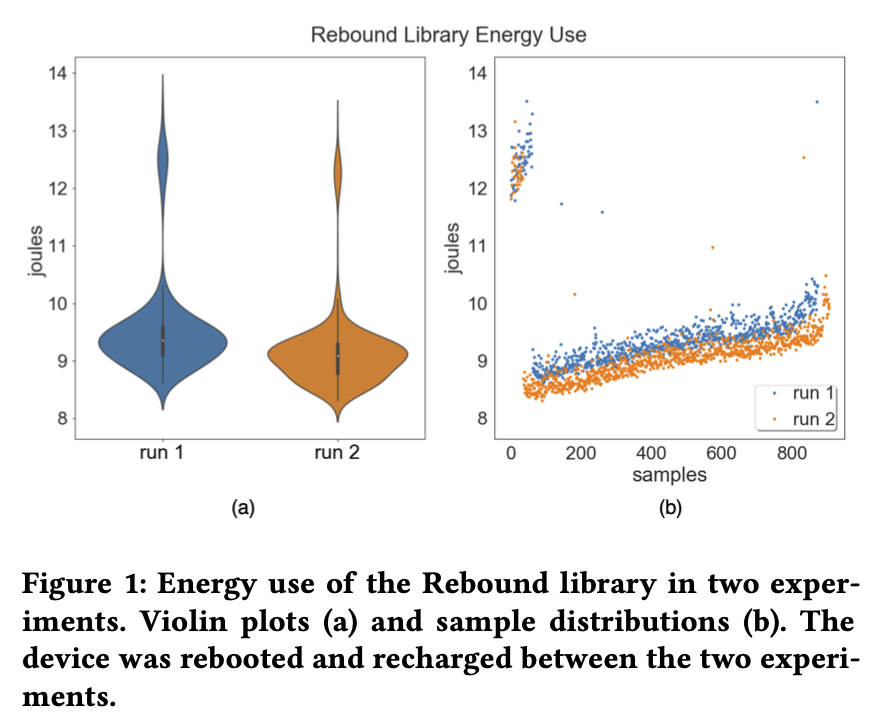 Rebound Library Energy Use
joules
14
13
12
11
10
9
8
run 1 run 2
(a)
joules
14
13
12
11
10
9
8
run 1
run 2
0 200 400 600 800
samples
(b)
Figure 1: Energy use of the Rebound library in two exper-
iments. Violin plots (a) and sample distributions (b). The
device was rebooted and recharged between the two experi-
ments.